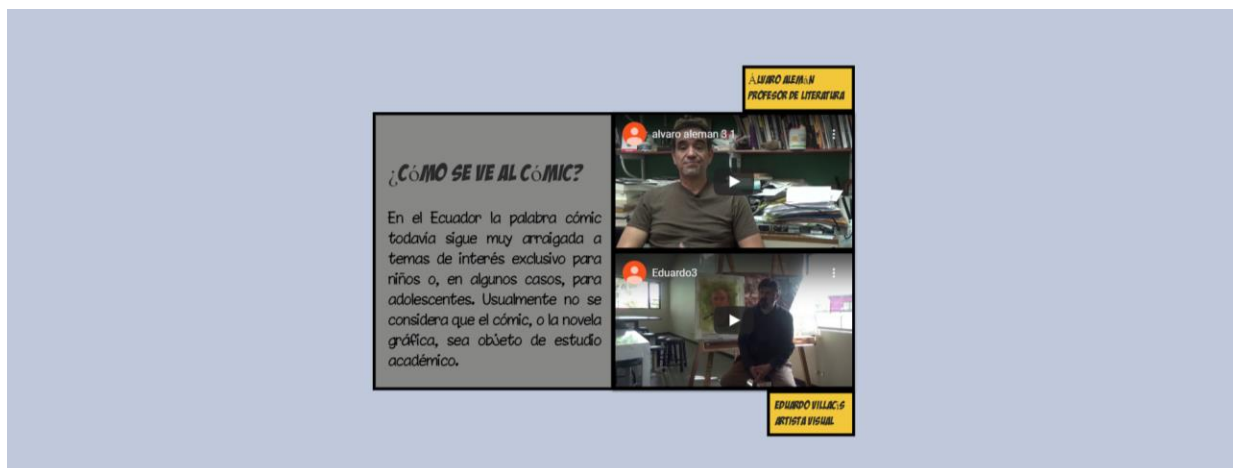 ÁLVARO ALEMÁN
PROFESOR DE LITERATURA
¿CÓMO SE VE AL CÓMIC?
En el Ecuador la palabra cómic
todavía sigue muy arraigada a
temas de interés exclusivo para
niños o, en algunos casos, para
adolescentes. Usualmente no se
considera que el cómic, o la novela
gráfica, sea objeto de estudio
académico.
alvaro aleman 3 1
Eduardo3
EDUARDO VILLACÍS
ARTISTA VISUAL